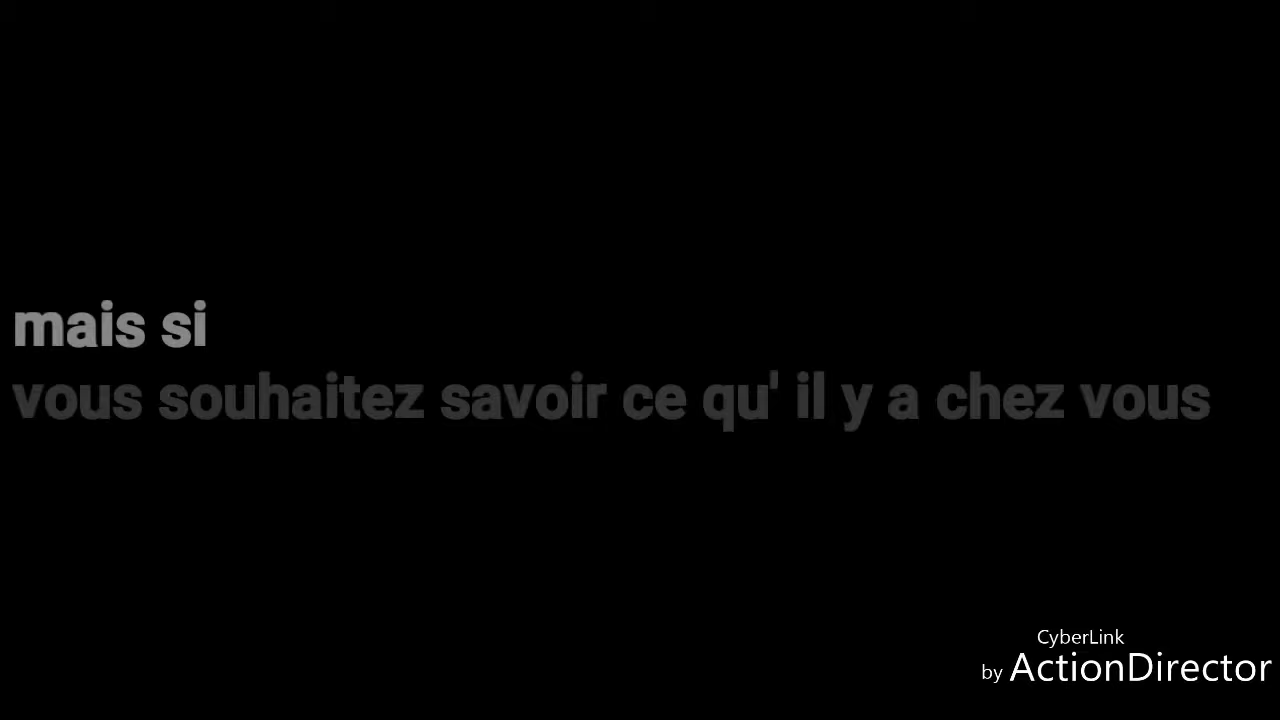 mais si
vous souhaitez savoir ce qu' il y a chez vous
CyberLink
by ActionDirector